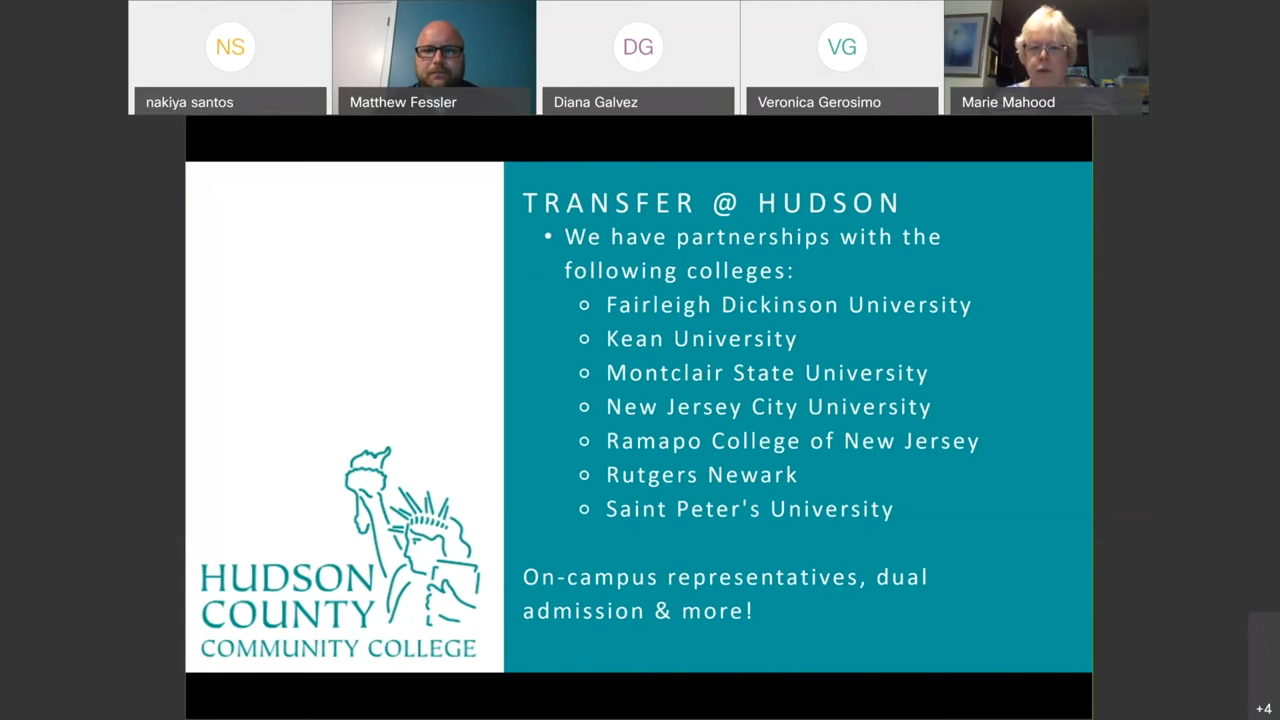 NS
DG
VG
nakiya santos
Matthew Fessler
Diana Galvez
Veronica Gerosimo
Marie Mahood
TRANSFER @ HUDSON
• We have partnerships with the
following colleges:
○ Fairleigh Dickinson University
○ Kean University
○ Montclair State University
○ New Jersey City University
○ Ramapo College of New Jersey
○ Rutgers Newark
○ Saint Peter's University
On-campus representatives, dual
admission & more!
HUDSON
COUNTY
COMMUNITY COLLEGE
+4